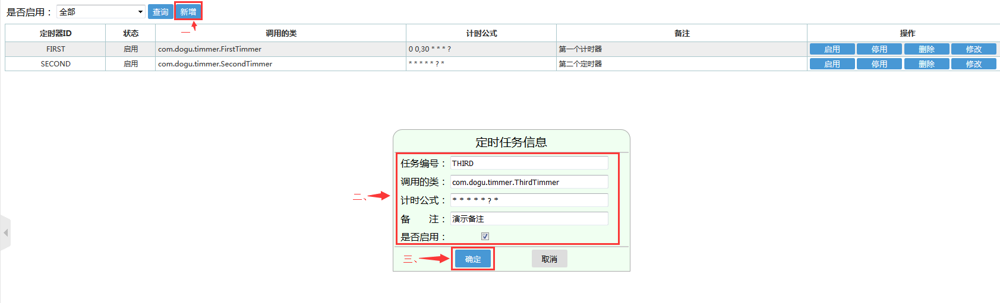 是否启用： 全部 查询 新增
一、
定时器ID 状态 调用的类 计时公式 备注 操作
FIRST 启用 com.dogu.timmer.FirstTimmer 0 0,30 * * * ? 第一个计时器 启用 停用 删除 修改
SECOND 启用 com.dogu.timmer.SecondTimmer * * * * * ? * 第二个定时器 启用 停用 删除 修改
定时任务信息
任务编号： THIRD
调用的类： com.dogu.timmer.ThirdTimmer
二、
计时公式： * * * * * ? *
备 注： 演示备注
是否启用：
三、 确定 取消